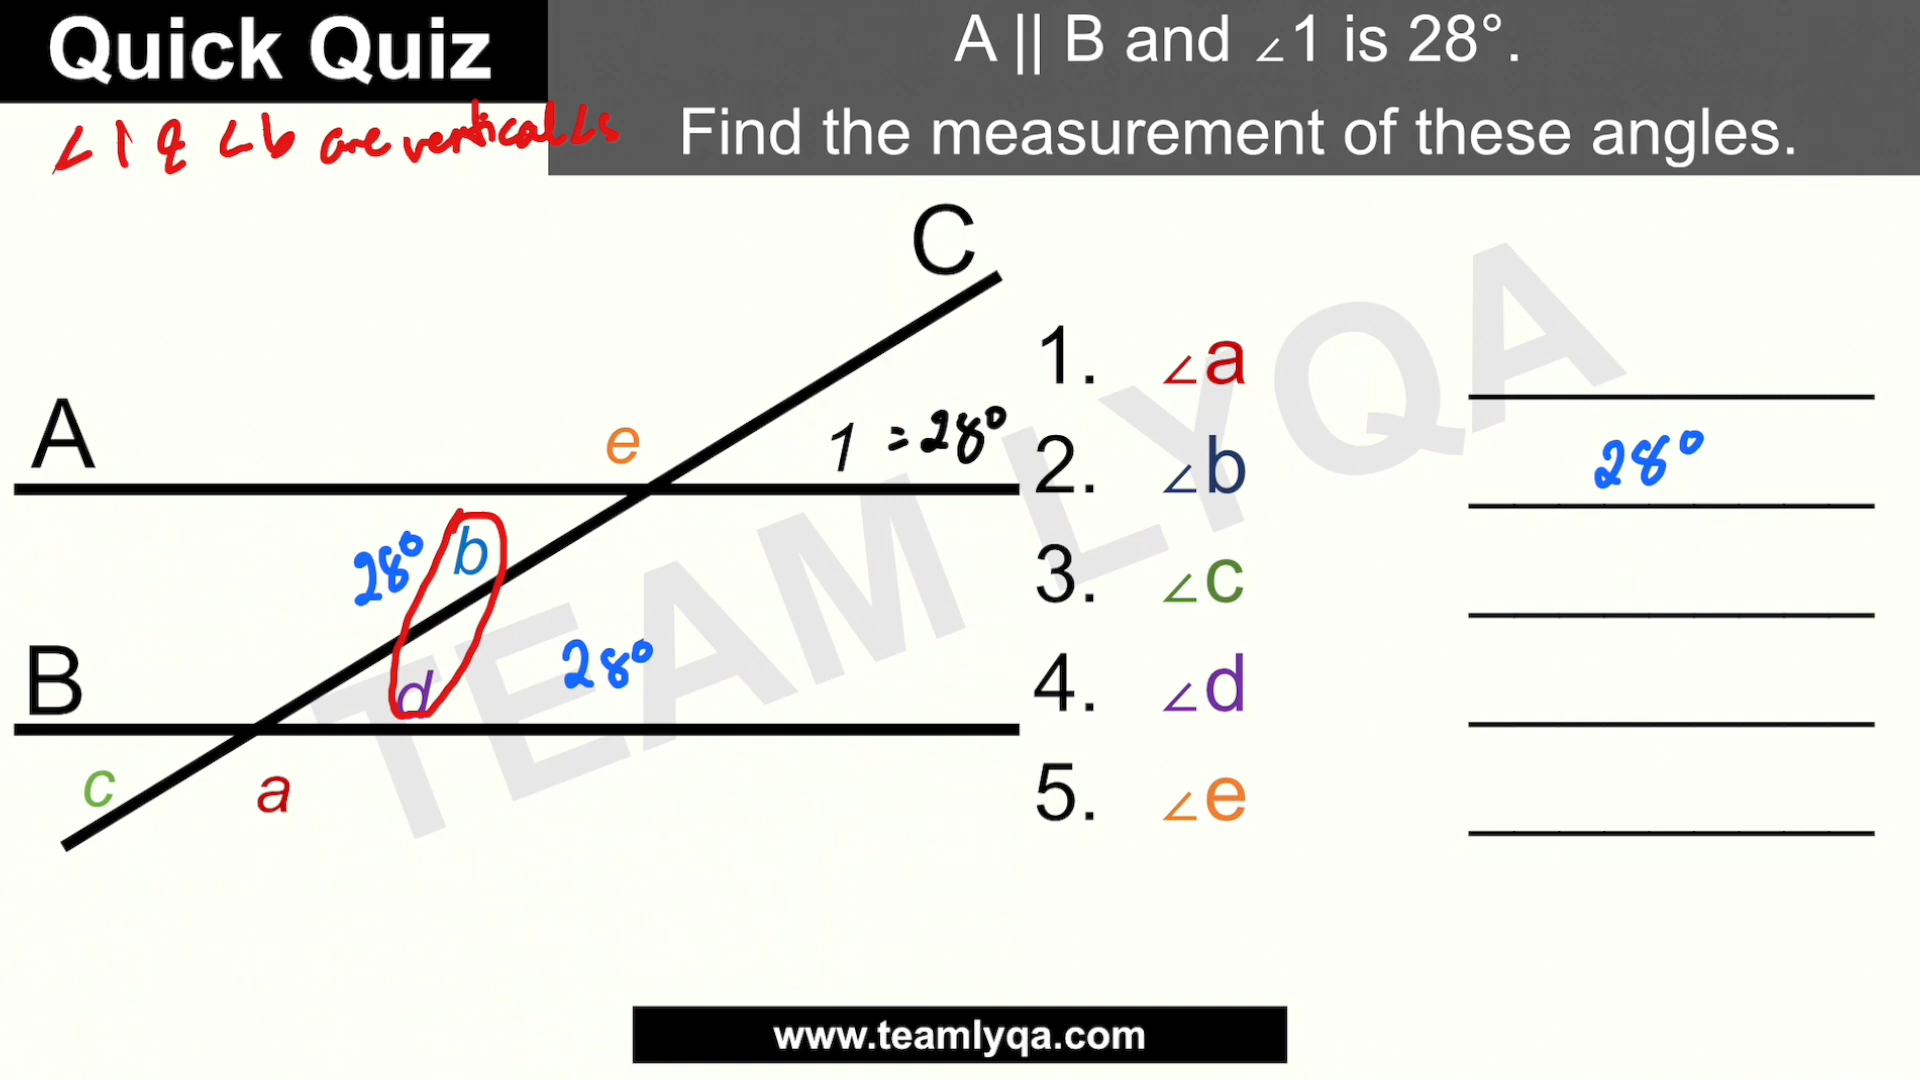 Quick Quiz
A || B and ∠1 is 28°.
Find the measurement of these angles.
∠1 & ∠b are vertical ∠s
C
A
e
1 = 28°
b
28°
B
d
28°
c
a
1. ∠a
2. ∠b 28°
3. ∠c
4. ∠d
5. ∠e
TEAM LYQA
www.teamlyqa.com